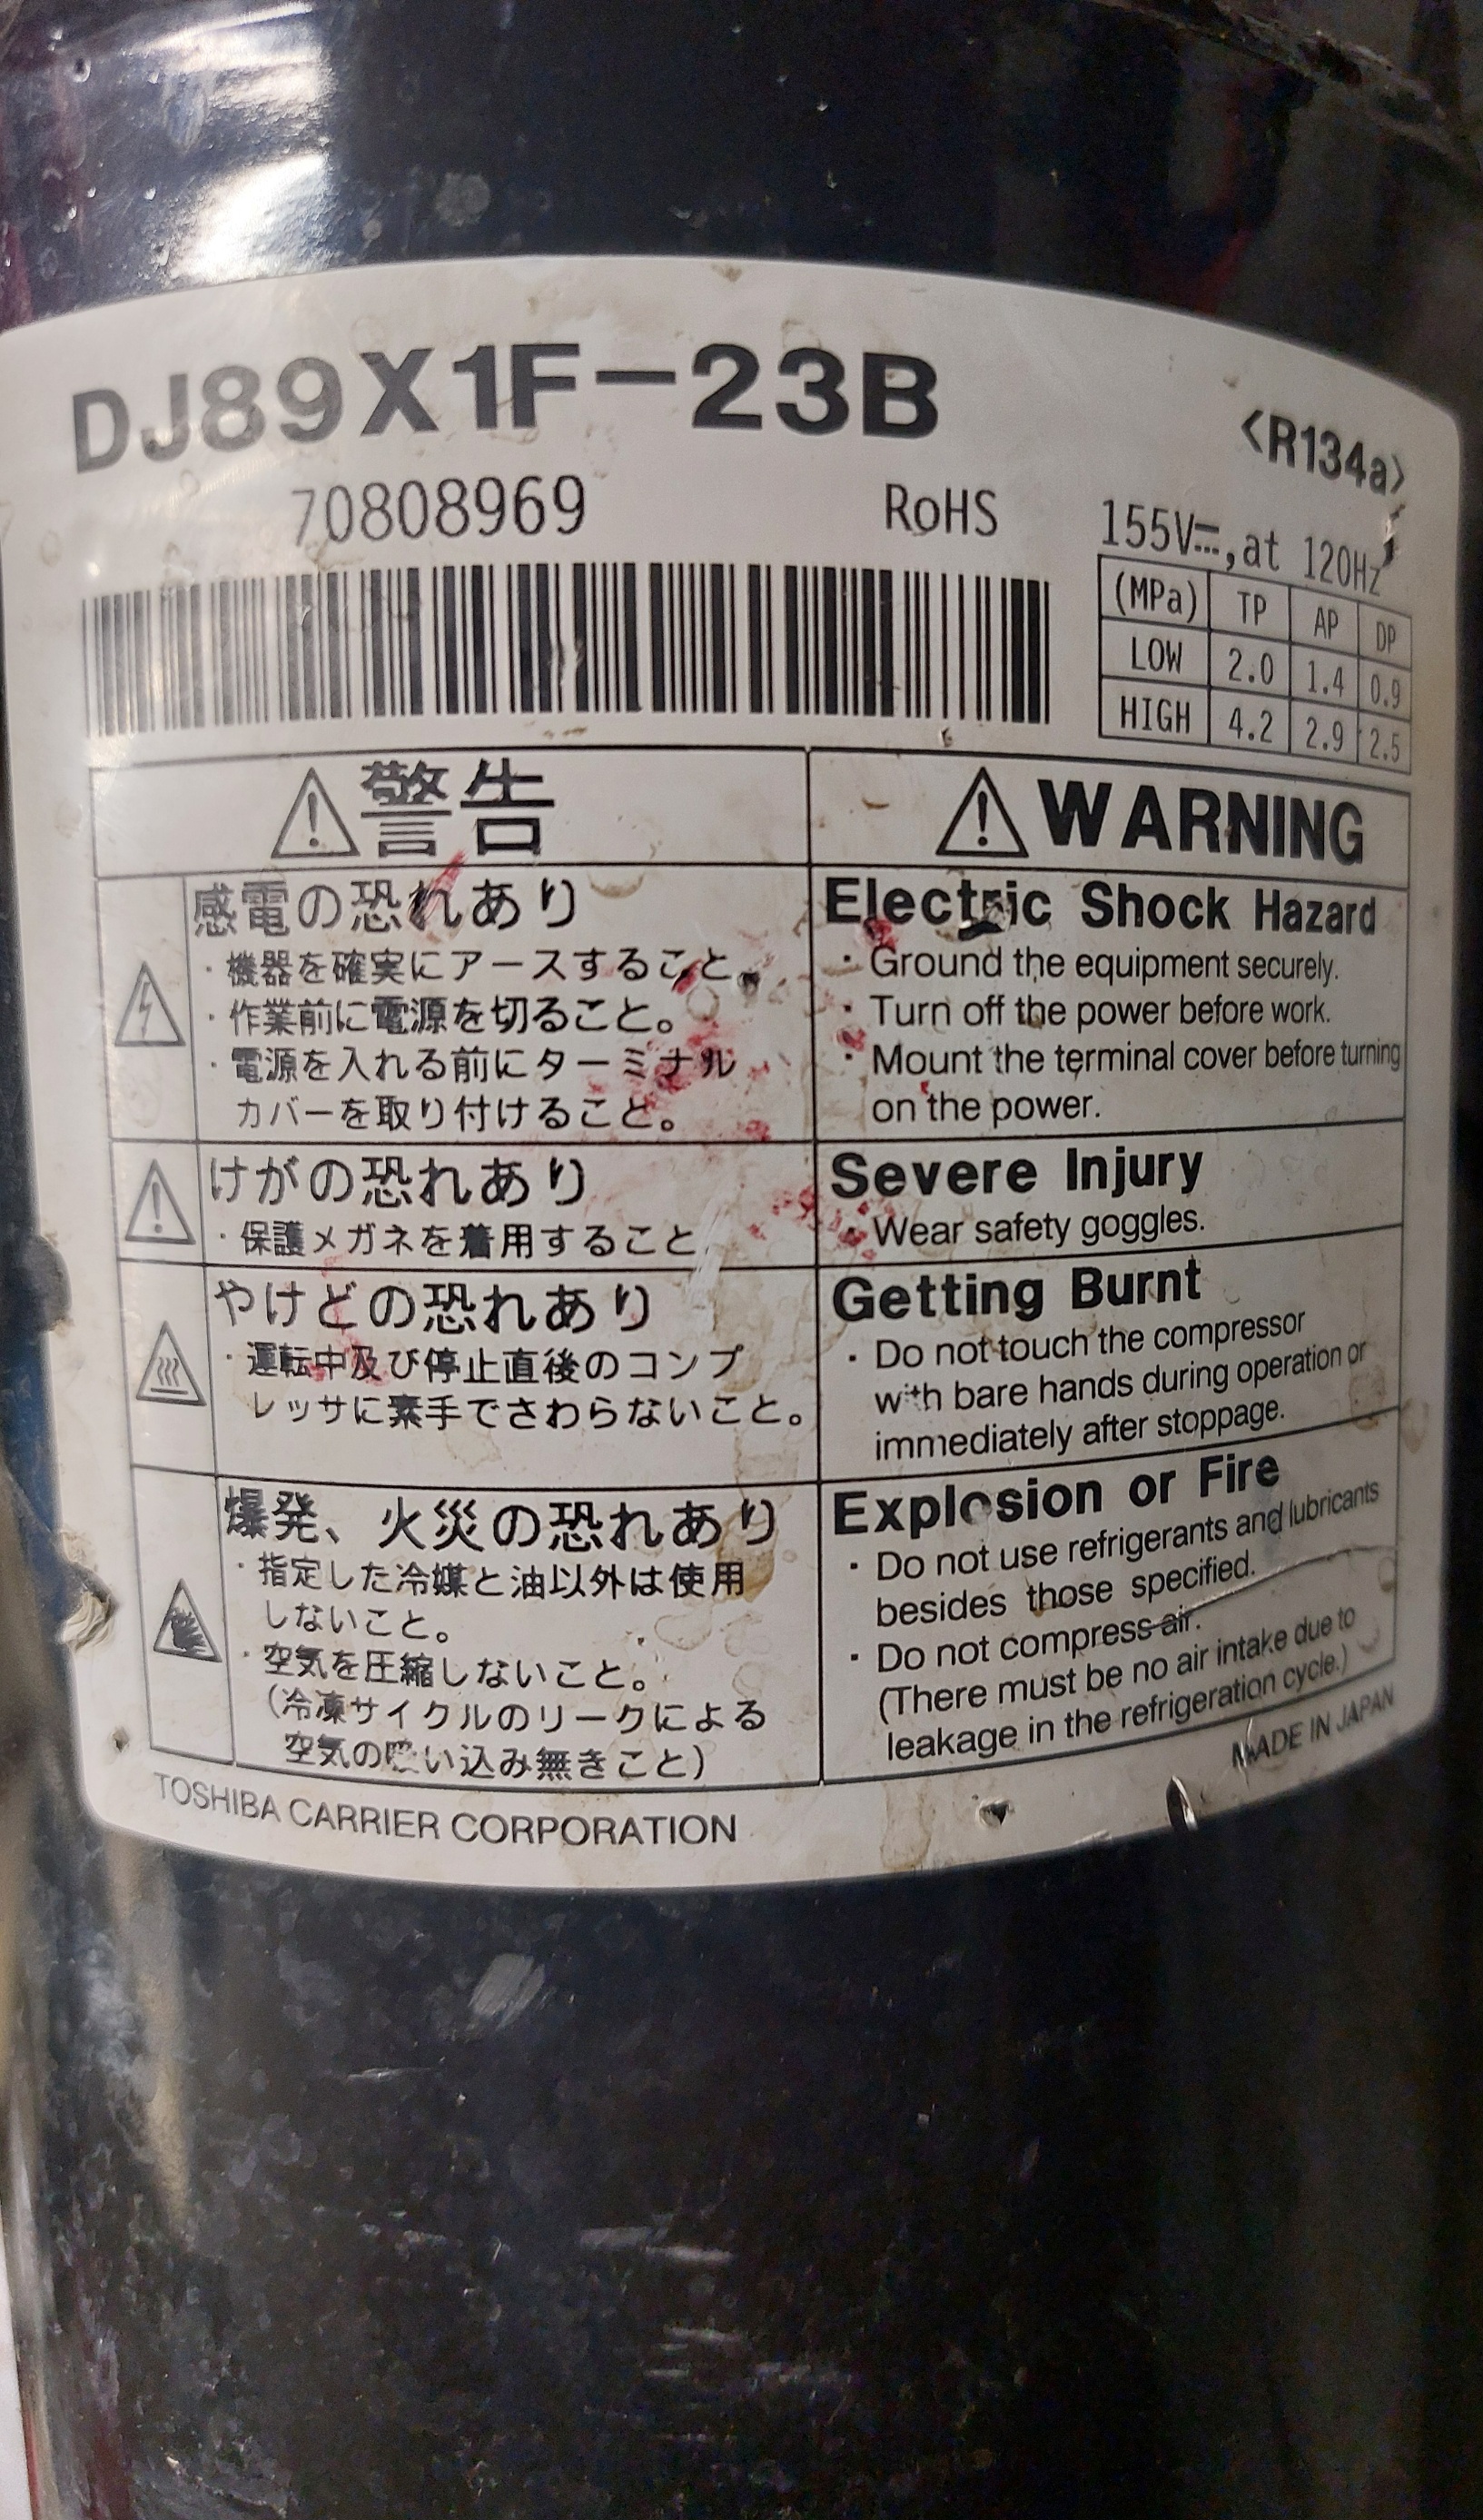 DJ89X1F-23B
<R134a>
70808969
RoHS
155V⎓,at 120Hz
(MPa) TP AP DP
LOW 2.0 1.4 0.9
HIGH 4.2 2.9 2.5
警告
感電の恐れあり
・機器を確実にアースすること。
・作業前に電源を切ること。
・電源を入れる前にターミナル
カバーを取り付けること。
けがの恐れあり
・保護メガネを着用すること
やけどの恐れあり
・運転中及び停止直後のコンプ
レッサに素手でさわらないこと。
爆発、火災の恐れあり
・指定した冷媒と油以外は使用
しないこと。
・空気を圧縮しないこと。
(冷凍サイクルのリークによる
空気の吸い込み無きこと)
WARNING
Electric Shock Hazard
・Ground the equipment securely.
・Turn off the power before work.
・Mount the terminal cover before turning
on the power.
Severe Injury
・Wear safety goggles.
Getting Burnt
・Do not touch the compressor
with bare hands during operation or
immediately after stoppage.
Explosion or Fire
・Do not use refrigerants and lubricants
besides those specified.
・Do not compress air.
(There must be no air intake due to
leakage in the refrigeration cycle.)
TOSHIBA CARRIER CORPORATION
MADE IN JAPAN